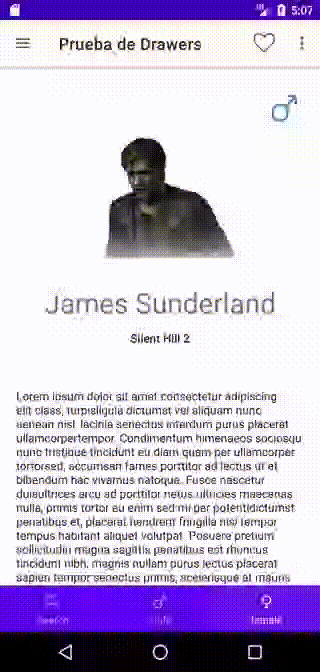 5:07
Prueba de Drawers
James Sunderland
Silent Hill 2
Lorem ipsum dolor sit amet consectetur adipiscing
elit class, turpisligula dictumat vel aliquam nunc
aenean nisl. lacinia senectus interdum purus placerat
ullamcorpertempor. Condimentum himenaeos sociosqu
nunc tristique tincidunt eu diam quam per ullamcorper
tortorsed, accumsan fames porttitor ad lectus ut et
bibendum hac vivamus natoque. Fusce nascetur
duiaultrices arcu ad porttitor netus ultricies maecenas
nulla, primis tortor eu enim sed mi per potentidictumst
penatibus et, placerat hendrerit fringilla nisi tempor
tempus habitant aliquet volutpat. Posuere pretium
sollicitudin magna sagittis penatibus est rhoncus
tincidunt nibh, magnis nullam purus lectus placerat
sapien tempor senectus primis, scelerisque at mauris
Female